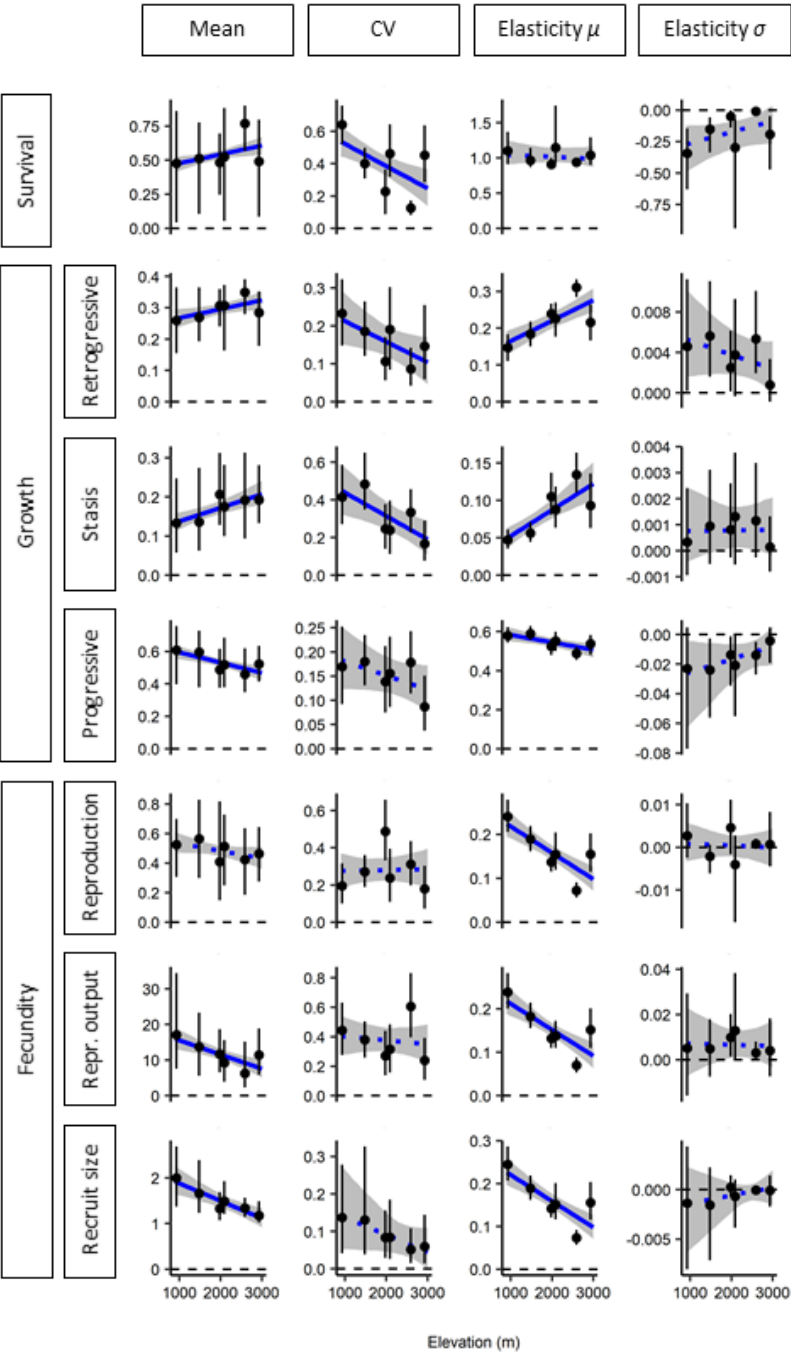 Mean CV Elasticity μ Elasticity σ
Survival
0.75 0.50 0.25 0.00
0.6 0.4 0.2 0.0
1.5 1.0 0.5 0.0
0.00 -0.25 -0.50 -0.75
Growth
Retrogressive
0.4 0.3 0.2 0.1 0.0
0.3 0.2 0.1 0.0
0.3 0.2 0.1 0.0
0.008 0.004 0.000
Stasis
0.3 0.2 0.1 0.0
0.6 0.4 0.2 0.0
0.15 0.10 0.05 0.00
0.004 0.003 0.002 0.001 0.000 -0.001
Progressive
0.6 0.4 0.2 0.0
0.25 0.20 0.15 0.10 0.05 0.00
0.6 0.4 0.2 0.0
0.00 -0.02 -0.04 -0.06 -0.08
Fecundity
Reproduction
0.8 0.6 0.4 0.2 0.0
0.6 0.4 0.2 0.0
0.2 0.1 0.0
0.01 0.00 -0.01
Repr. output
30 20 10 0
0.8 0.6 0.4 0.2 0.0
0.2 0.1 0.0
0.04 0.02 0.00
Recruit size
2 1 0
0.3 0.2 0.1 0.0
0.3 0.2 0.1 0.0
0.000 -0.005
1000 2000 3000 1000 2000 3000 1000 2000 3000 1000 2000 3000
Elevation (m)